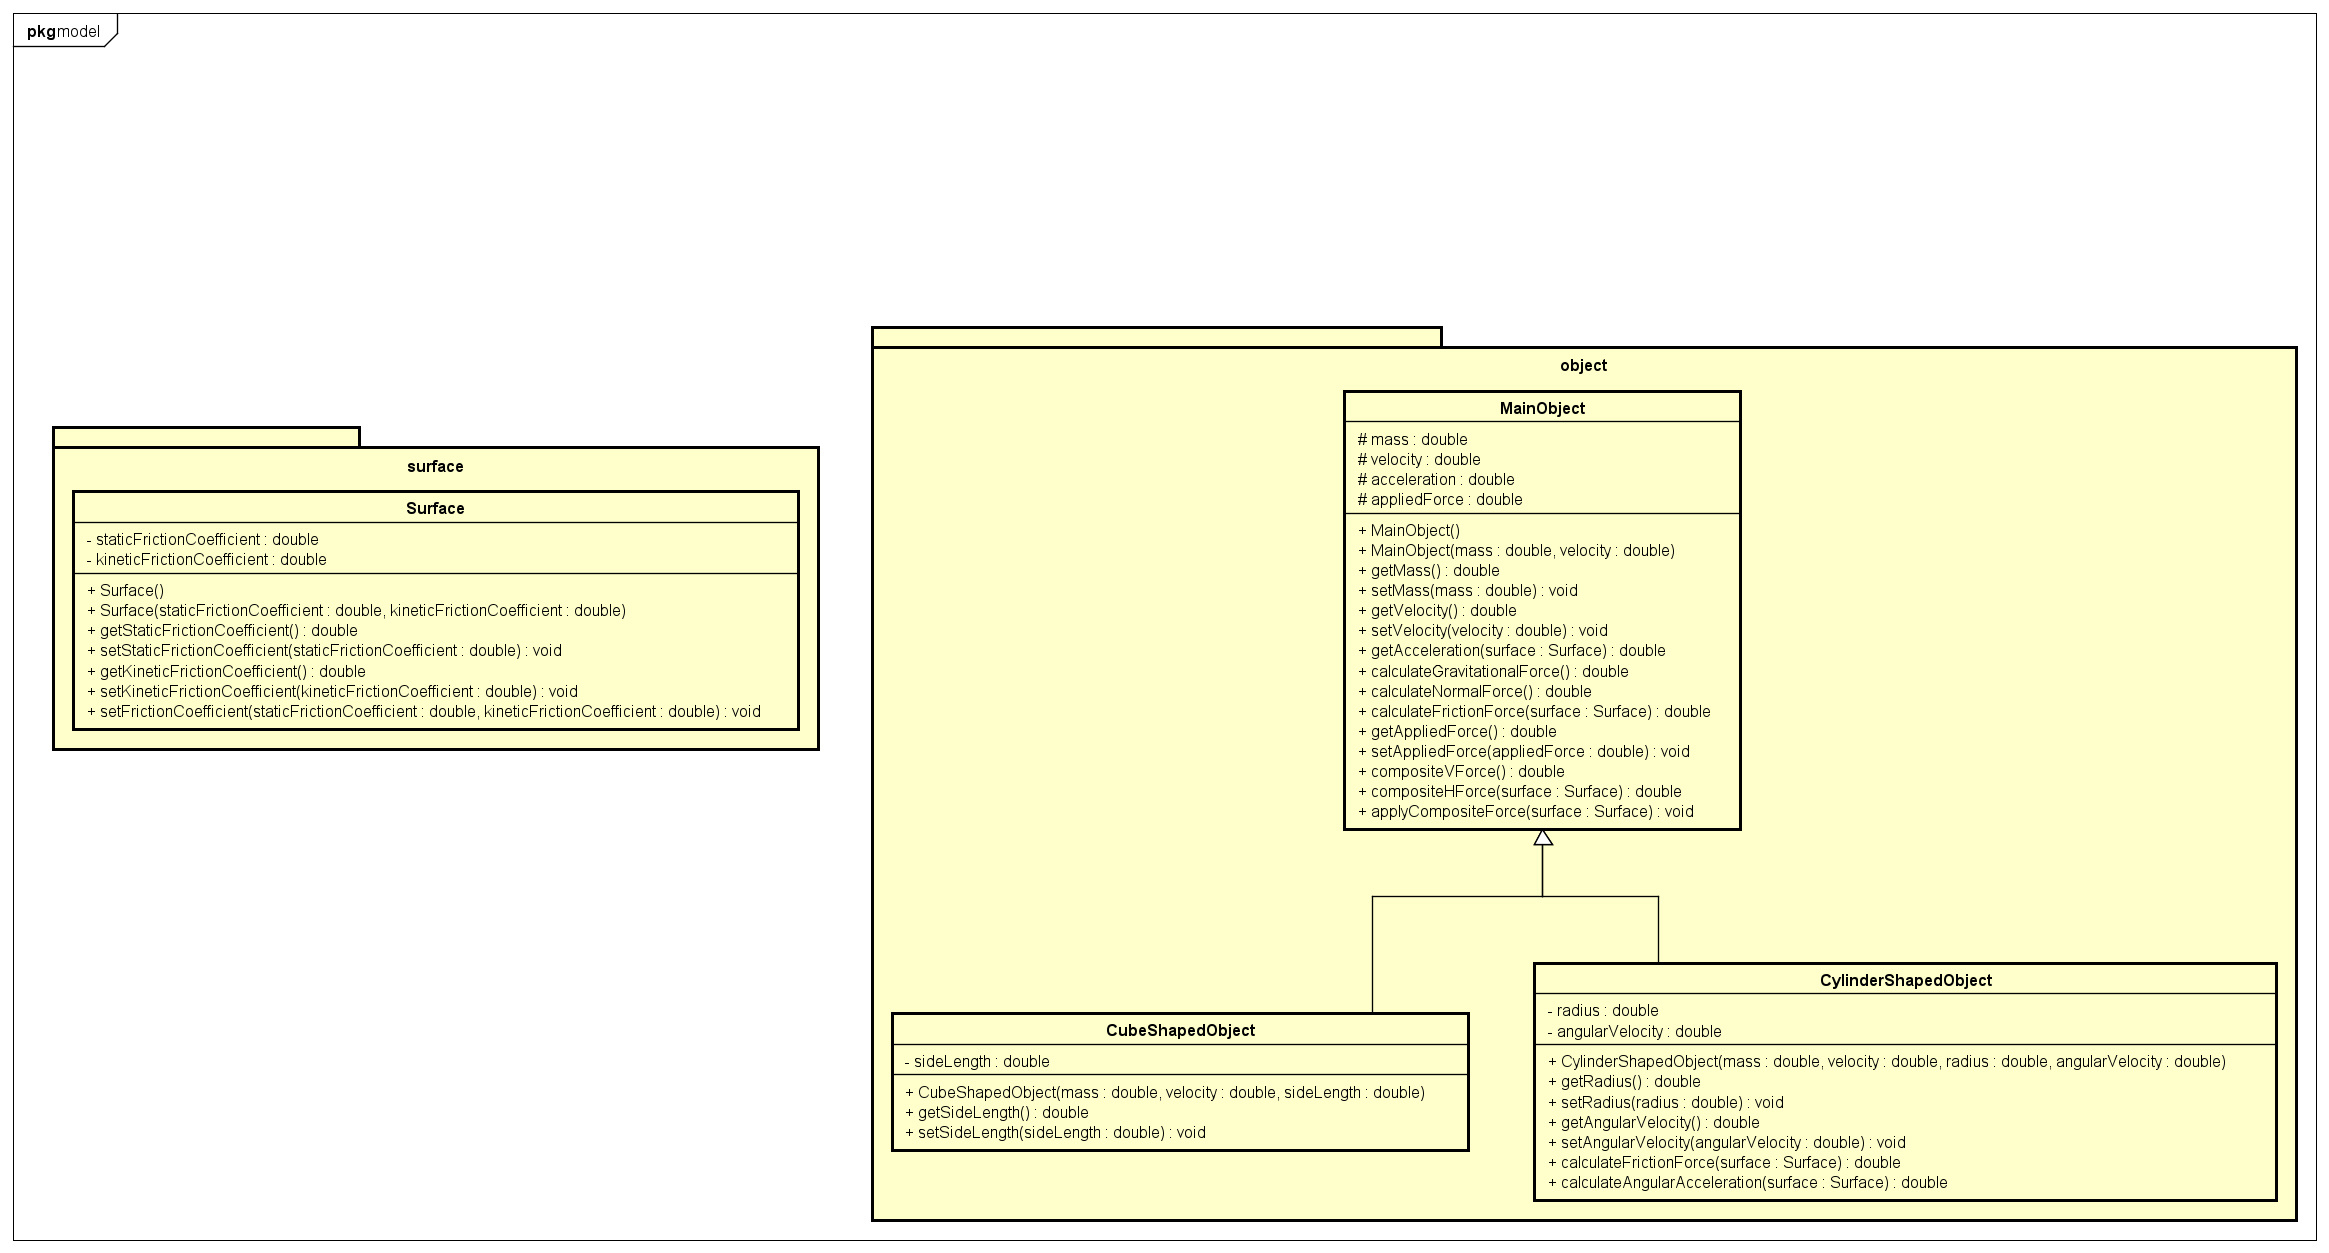 pkg model
surface
Surface
- staticFrictionCoefficient : double
- kineticFrictionCoefficient : double
+ Surface()
+ Surface(staticFrictionCoefficient : double, kineticFrictionCoefficient : double)
+ getStaticFrictionCoefficient() : double
+ setStaticFrictionCoefficient(staticFrictionCoefficient : double) : void
+ getKineticFrictionCoefficient() : double
+ setKineticFrictionCoefficient(kineticFrictionCoefficient : double) : void
+ setFrictionCoefficient(staticFrictionCoefficient : double, kineticFrictionCoefficient : double) : void
object
MainObject
# mass : double
# velocity : double
# acceleration : double
# appliedForce : double
+ MainObject()
+ MainObject(mass : double, velocity : double)
+ getMass() : double
+ setMass(mass : double) : void
+ getVelocity() : double
+ setVelocity(velocity : double) : void
+ getAcceleration(surface : Surface) : double
+ calculateGravitationalForce() : double
+ calculateNormalForce() : double
+ calculateFrictionForce(surface : Surface) : double
+ getAppliedForce() : double
+ setAppliedForce(appliedForce : double) : void
+ compositeVForce() : double
+ compositeHForce(surface : Surface) : double
+ applyCompositeForce(surface : Surface) : void
CubeShapedObject
- sideLength : double
+ CubeShapedObject(mass : double, velocity : double, sideLength : double)
+ getSideLength() : double
+ setSideLength(sideLength : double) : void
CylinderShapedObject
- radius : double
- angularVelocity : double
+ CylinderShapedObject(mass : double, velocity : double, radius : double, angularVelocity : double)
+ getRadius() : double
+ setRadius(radius : double) : void
+ getAngularVelocity() : double
+ setAngularVelocity(angularVelocity : double) : void
+ calculateFrictionForce(surface : Surface) : double
+ calculateAngularAcceleration(surface : Surface) : double